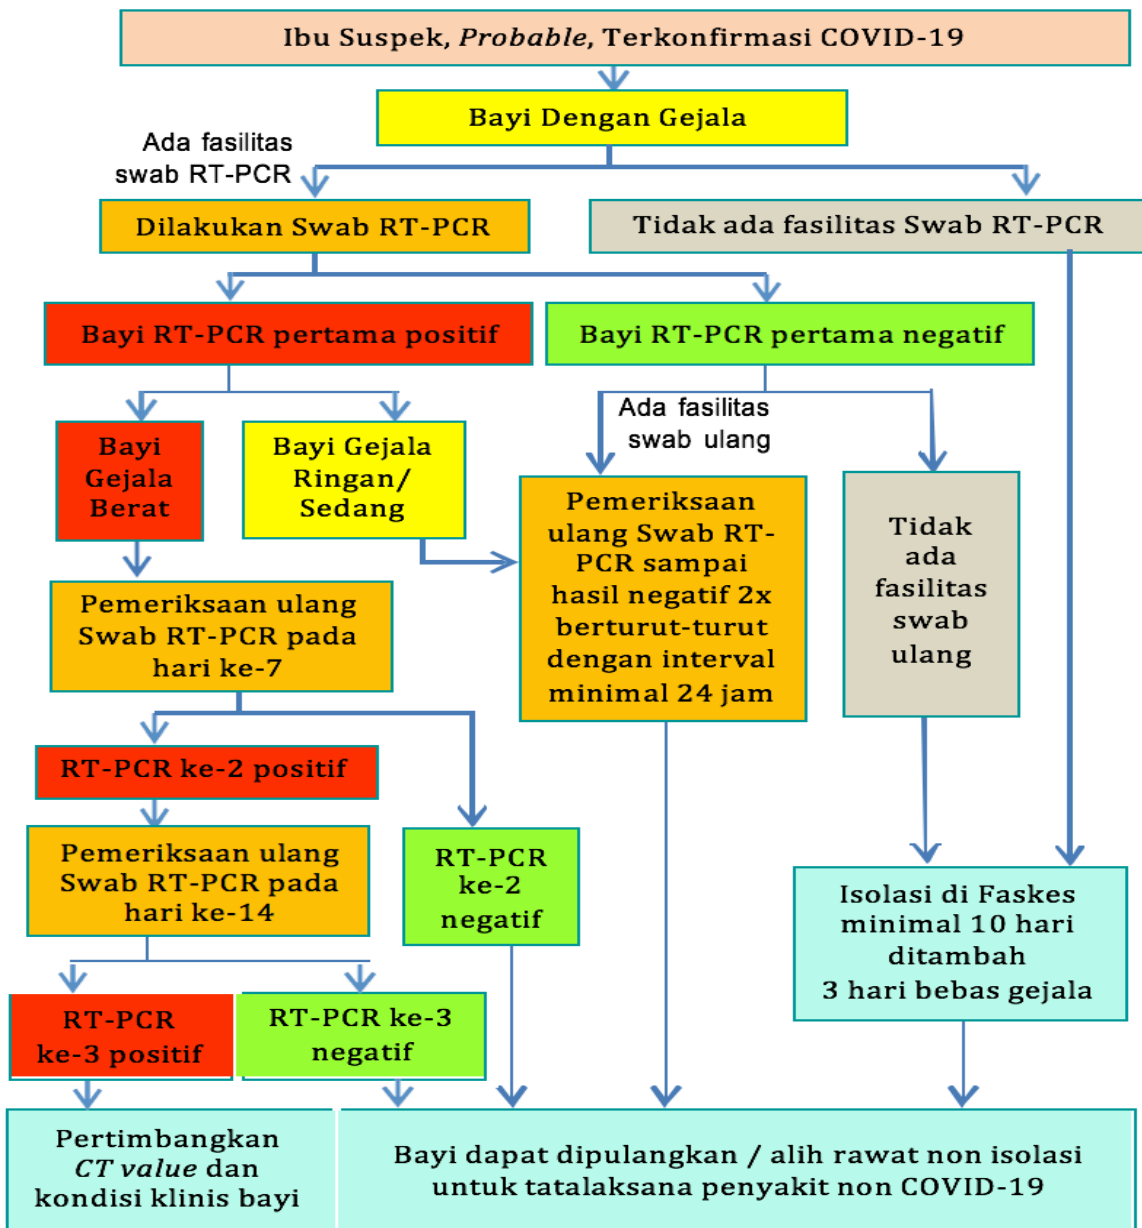 Ibu Suspek, Probable, Terkonfirmasi COVID-19
Bayi Dengan Gejala
Ada fasilitas
swab RT-PCR
Dilakukan Swab RT-PCR
Tidak ada fasilitas Swab RT-PCR
Bayi RT-PCR pertama positif
Bayi RT-PCR pertama negatif
Bayi
Gejala
Berat
Bayi Gejala
Ringan/
Sedang
Ada fasilitas
swab ulang
Pemeriksaan
ulang Swab RT-
PCR sampai
hasil negatif 2x
berturut-turut
dengan interval
minimal 24 jam
Tidak
ada
fasilitas
swab
ulang
Pemeriksaan ulang
Swab RT-PCR pada
hari ke-7
RT-PCR ke-2 positif
Pemeriksaan ulang
Swab RT-PCR pada
hari ke-14
RT-PCR
ke-2
negatif
Isolasi di Faskes
minimal 10 hari
ditambah
3 hari bebas gejala
RT-PCR
ke-3 positif
RT-PCR ke-3
negatif
Pertimbangkan
CT value dan
kondisi klinis bayi
Bayi dapat dipulangkan / alih rawat non isolasi
untuk tatalaksana penyakit non COVID-19